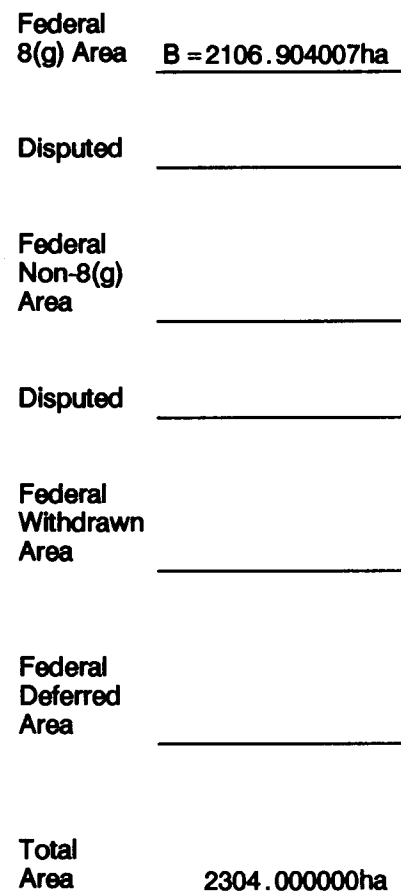 Federal
8(g) Area B =2106.904007ha
Disputed
Federal
Non-8(g)
Area
Disputed
Federal
Withdrawn
Area
Federal
Deferred
Area
Total
Area 2304.000000ha